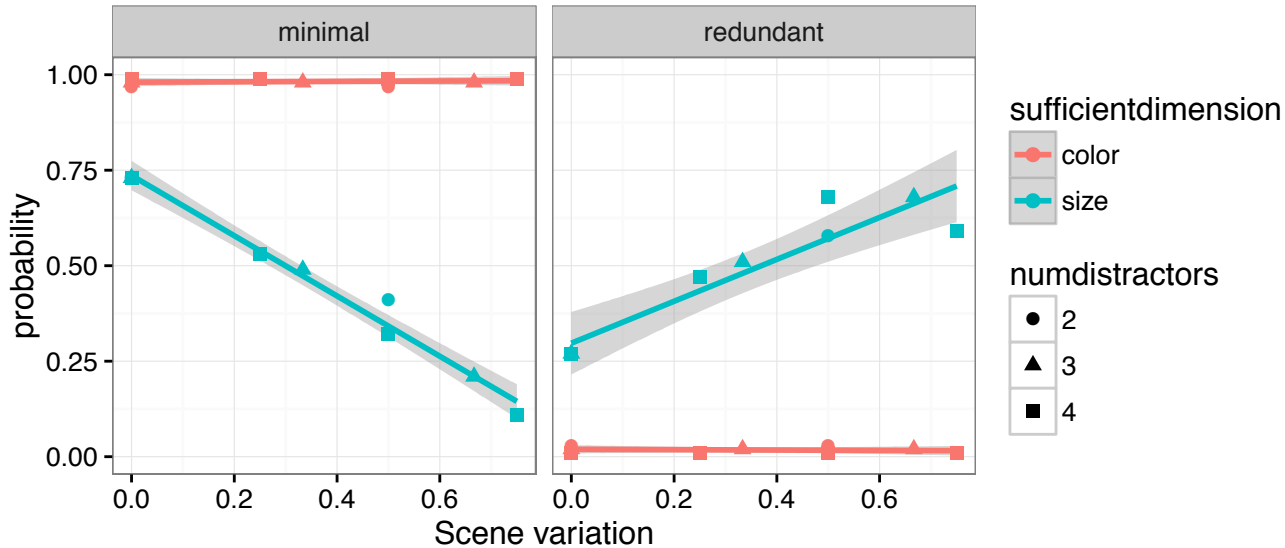 minimal
redundant
probability
1.00
0.75
0.50
0.25
0.00
0.0
0.2
0.4
0.6
0.0
0.2
0.4
0.6
Scene variation
sufficientdimension
color
size
numdistractors
2
3
4